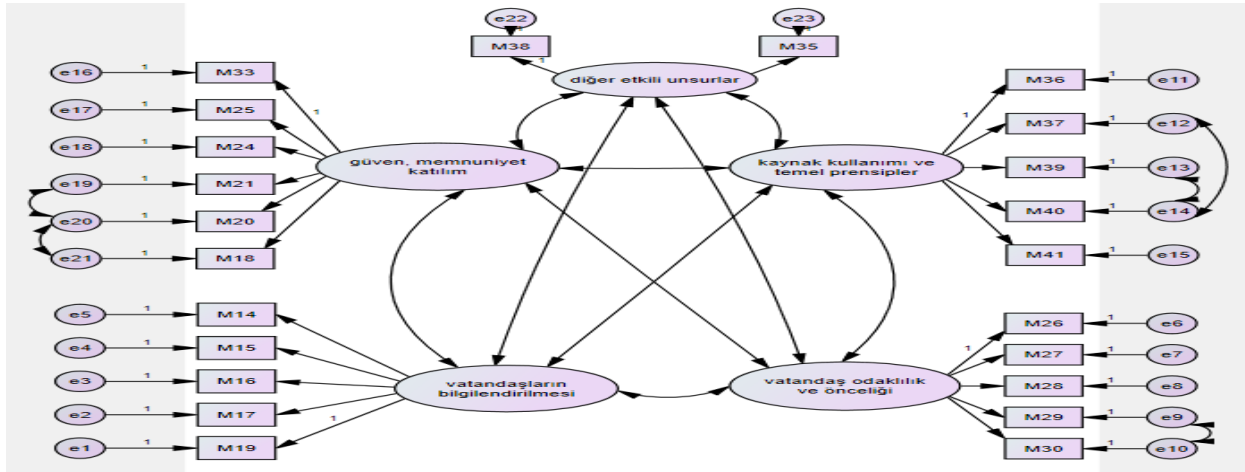 e22 e23
M38 M35
1 1
diğer etkili unsurlar
1
e16 1 M33
e17 1 M25
e18 1 M24
e19 1 M21
e20 1 M20
e21 1 M18
1
güven, memnuniyet
katılım
M36 1 e11
M37 1 e12
M39 1 e13
M40 1 e14
M41 1 e15
1
kaynak kullanımı ve
temel prensipler
e5 1 M14
e4 1 M15
e3 1 M16
e2 1 M17
e1 1 M19
1
vatandaşların
bilgilendirilmesi
M26 1 e6
M27 1 e7
M28 1 e8
M29 1 e9
M30 1 e10
1
vatandaş odaklılık
ve önceliği